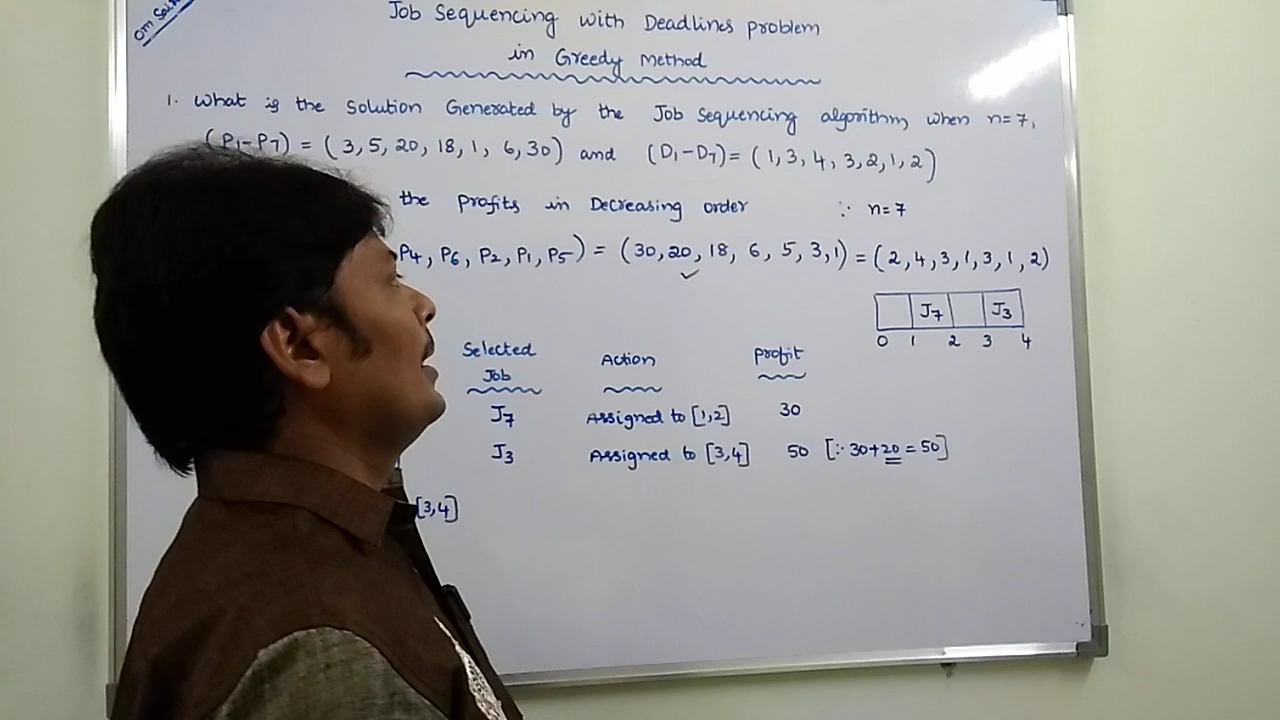 Om Sai
Job Sequencing with Deadlines problem
in Greedy Method
1. What is the Solution Generated by the Job Sequencing algorithm, when n=7,
(P1-P7) = (3, 5, 20, 18, 1, 6, 30) and (D1-D7) = (1, 3, 4, 3, 2, 1, 2)
the profits in Decreasing order ∵ n=7
P4, P6, P2, P1, P5) = (30, 20, 18, 6, 5, 3, 1) = (2, 4, 3, 1, 3, 1, 2)
J7 J3
0 1 2 3 4
Selected Job Action profit
J7 Assigned to [1,2] 30
J3 Assigned to [3,4] 50 [∵ 30+20 = 50]
[3,4]